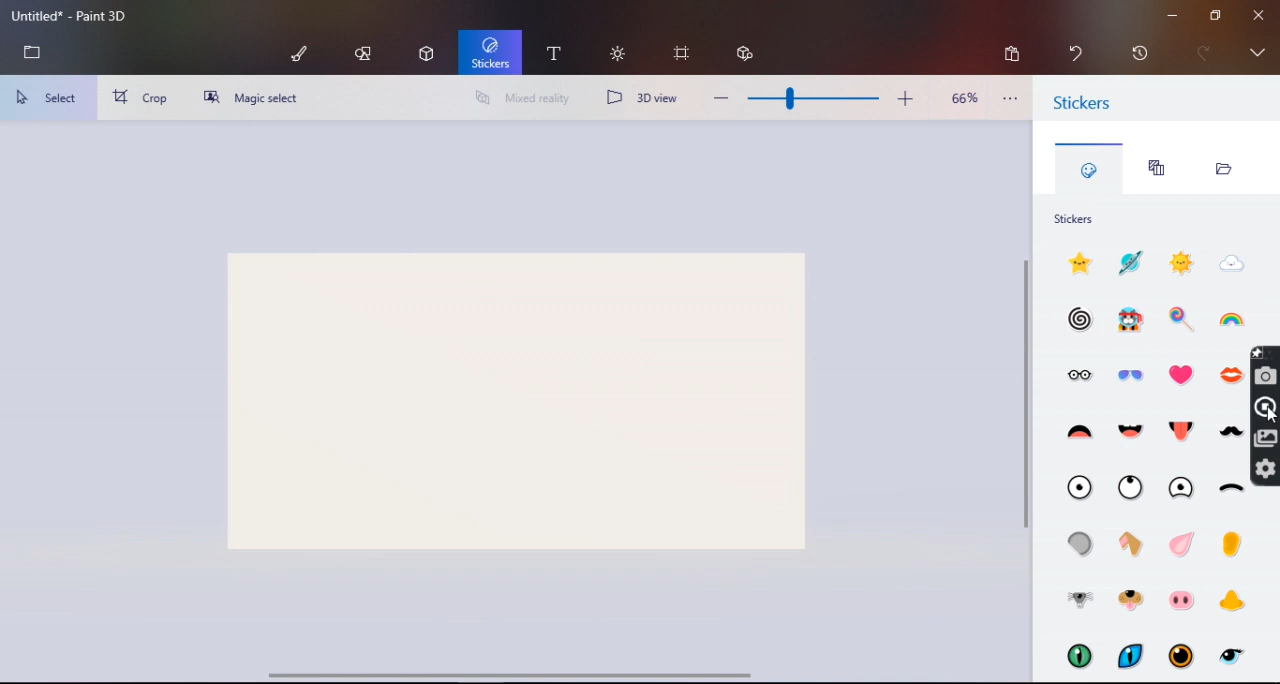 Untitled* - Paint 3D
Stickers
Select
Crop
Magic select
Mixed reality
3D view
66%
Stickers
Stickers